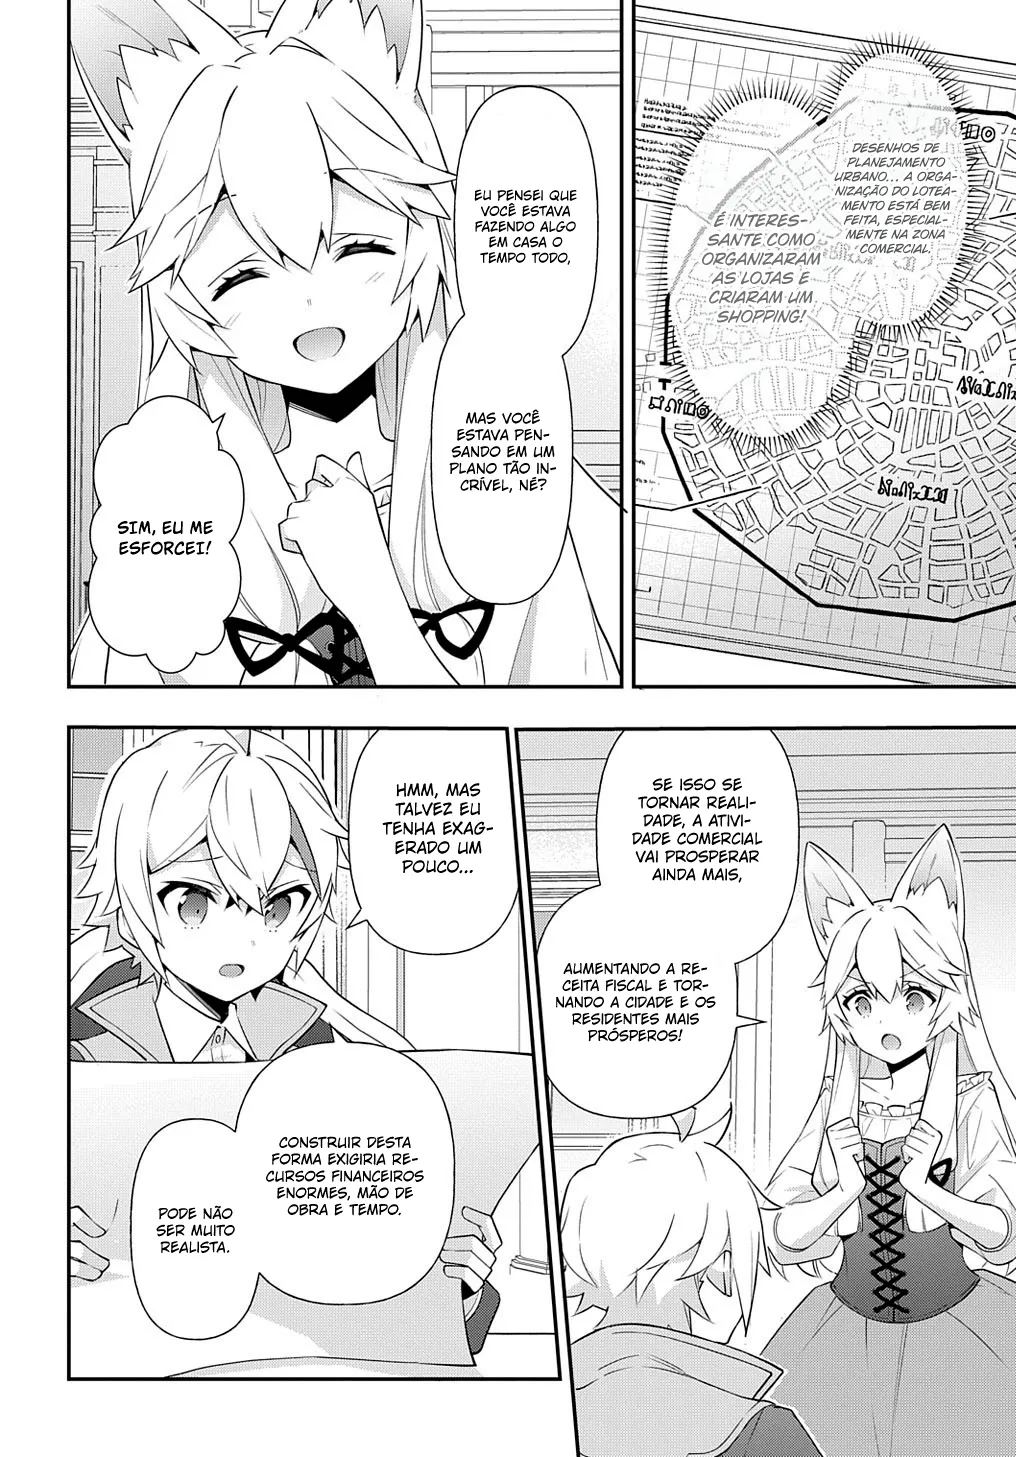 DESENHOS DE
PLANEJAMENTO
URBANO... A ORGA-
NIZAÇÃO DO LOTEA-
MENTO ESTÁ BEM
FEITA, ESPECIAL-
MENTE NA ZONA
COMERCIAL.
É INTERES-
SANTE COMO
ORGANIZARAM
AS LOJAS E
CRIARAM UM
SHOPPING!
EU PENSEI QUE
VOCÊ ESTAVA
FAZENDO ALGO
EM CASA O
TEMPO TODO,
MAS VOCÊ
ESTAVA PEN-
SANDO EM UM
PLANO TÃO IN-
CRÍVEL, NÉ?
SIM, EU ME
ESFORCEI!
SE ISSO SE
TORNAR REALI-
DADE, A ATIVI-
DADE COMERCIAL
VAI PROSPERAR
AINDA MAIS,
AUMENTANDO A RE-
CEITA FISCAL E TOR-
NANDO A CIDADE E OS
RESIDENTES MAIS
PRÓSPEROS!
HMM, MAS
TALVEZ EU
TENHA EXAG-
ERADO UM
POUCO...
CONSTRUIR DESTA
FORMA EXIGIRIA RE-
CURSOS FINANCEIROS
ENORMES, MÃO DE
OBRA E TEMPO.
PODE NÃO
SER MUITO
REALISTA.